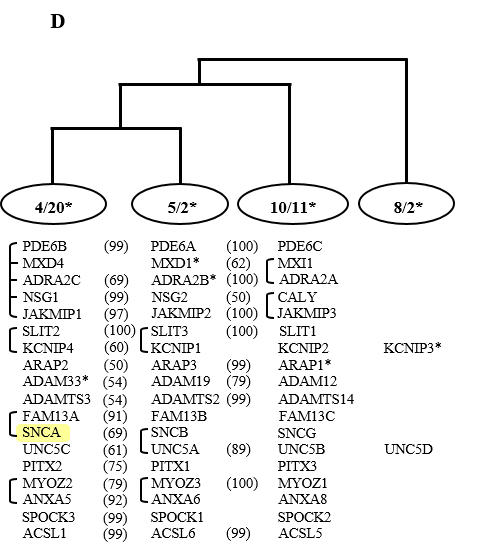 D
4/20* 5/2* 10/11* 8/2*
PDE6B (99) PDE6A (100) PDE6C
MXD4 MXD1* (62) MXI1
ADRA2C (69) ADRA2B* (100) ADRA2A
NSG1 (99) NSG2 (50) CALY
JAKMIP1 (97) JAKMIP2 (100) JAKMIP3
SLIT2 (100) SLIT3 (100) SLIT1
KCNIP4 (60) KCNIP1 KCNIP2 KCNIP3*
ARAP2 (50) ARAP3 (99) ARAP1*
ADAM33* (54) ADAM19 (79) ADAM12
ADAMTS3 (54) ADAMTS2 (99) ADAMTS14
FAM13A (91) FAM13B FAM13C
SNCA (69) SNCB SNCG
UNC5C (61) UNC5A (89) UNC5B UNC5D
PITX2 (75) PITX1 PITX3
MYOZ2 (79) MYOZ3 (100) MYOZ1
ANXA5 (92) ANXA6 ANXA8
SPOCK3 (99) SPOCK1 SPOCK2
ACSL1 (99) ACSL6 (99) ACSL5